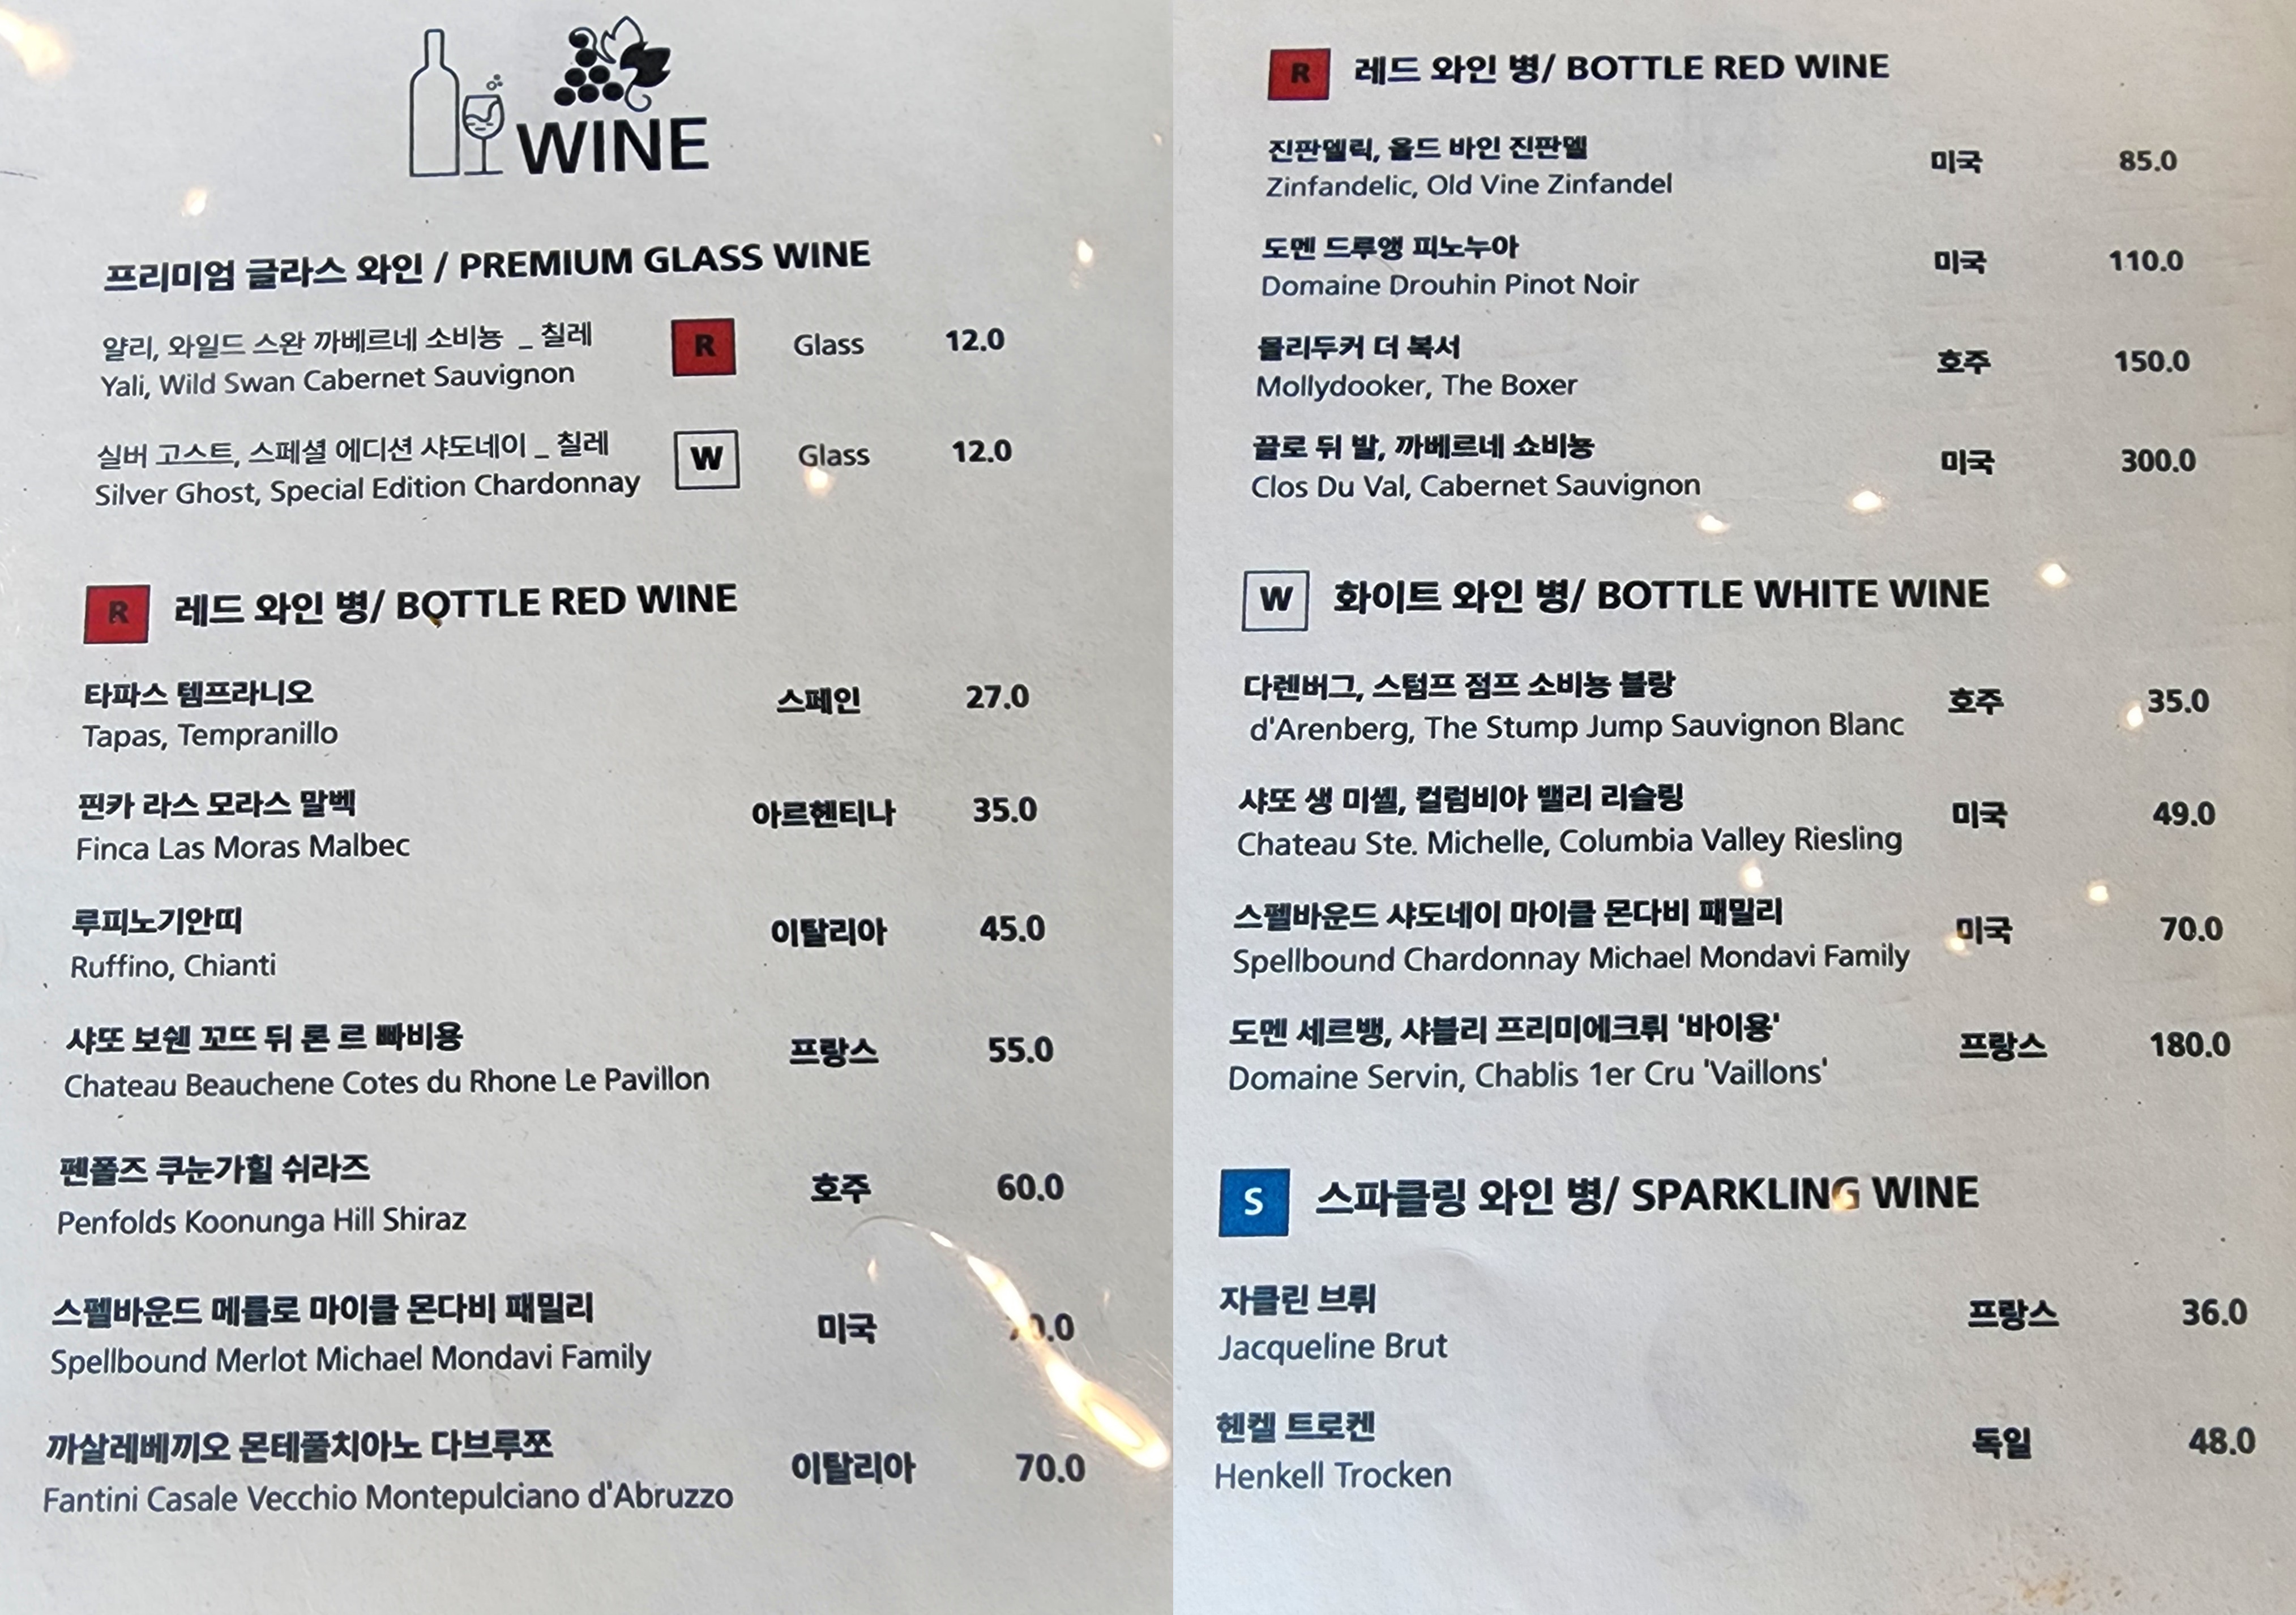 WINE
프리미엄 글라스 와인 / PREMIUM GLASS WINE
얄리, 와일드 스완 까베르네 소비뇽 _ 칠레 R Glass 12.0
Yali, Wild Swan Cabernet Sauvignon
실버 고스트, 스페셜 에디션 샤도네이 _ 칠레 W Glass 12.0
Silver Ghost, Special Edition Chardonnay
R 레드 와인 병/ BOTTLE RED WINE
타파스 템프라니오 스페인 27.0
Tapas, Tempranillo
핀카 라스 모라스 말벡 아르헨티나 35.0
Finca Las Moras Malbec
루피노기안띠 이탈리아 45.0
Ruffino, Chianti
샤또 보쉔 꼬뜨 뒤 론 르 빠비용 프랑스 55.0
Chateau Beauchene Cotes du Rhone Le Pavillon
펜폴즈 쿠눈가힐 쉬라즈 호주 60.0
Penfolds Koonunga Hill Shiraz
스펠바운드 메를로 마이클 몬다비 패밀리 미국
Spellbound Merlot Michael Mondavi Family
까살레베끼오 몬테풀치아노 다브루쪼 이탈리아 70.0
Fantini Casale Vecchio Montepulciano d'Abruzzo
R 레드 와인 병/ BOTTLE RED WINE
진판델릭, 올드 바인 진판델 미국 85.0
Zinfandelic, Old Vine Zinfandel
도멘 드루앵 피노누아 미국 110.0
Domaine Drouhin Pinot Noir
몰리두커 더 복서 호주 150.0
Mollydooker, The Boxer
끌로 뒤 발, 까베르네 쇼비뇽 미국 300.0
Clos Du Val, Cabernet Sauvignon
W 화이트 와인 병/ BOTTLE WHITE WINE
다렌버그, 스텀프 점프 소비뇽 블랑 호주 35.0
d'Arenberg, The Stump Jump Sauvignon Blanc
샤또 생 미셸, 컬럼비아 밸리 리슬링 미국 49.0
Chateau Ste. Michelle, Columbia Valley Riesling
스펠바운드 샤도네이 마이클 몬다비 패밀리 미국 70.0
Spellbound Chardonnay Michael Mondavi Family
도멘 세르뱅, 샤블리 프리미에크뤼 '바이용' 프랑스 180.0
Domaine Servin, Chablis 1er Cru 'Vaillons'
S 스파클링 와인 병/ SPARKLING WINE
자클린 브뤼 프랑스 36.0
Jacqueline Brut
헨켈 트로켄 독일 48.0
Henkell Trocken